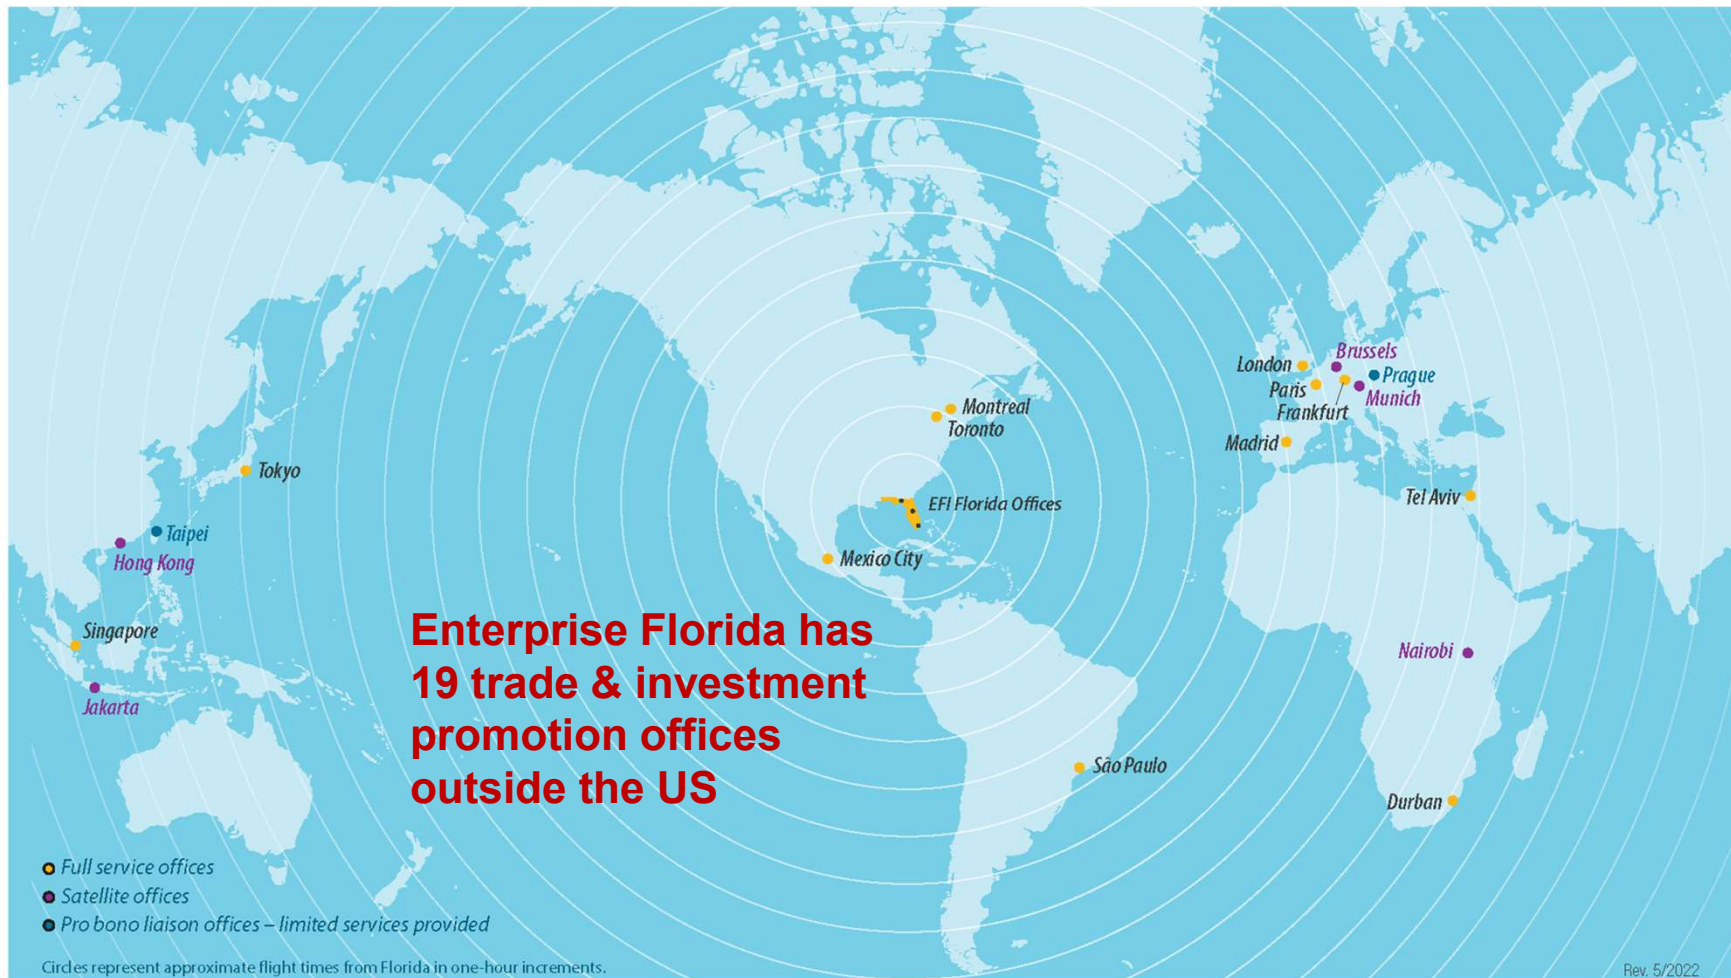 London
Brussels
Prague
Paris
Munich
Frankfurt
Montreal
Toronto
Madrid
Tokyo
Tel Aviv
EFI Florida Offices
Taipei
Hong Kong
Mexico City
Singapore
Jakarta
Enterprise Florida has
19 trade & investment
promotion offices
outside the US
Nairobi
São Paulo
Durban
Full service offices
Satellite offices
Pro bono liaison offices – limited services provided
Circles represent approximate flight times from Florida in one-hour increments.
Rev. 5/2022